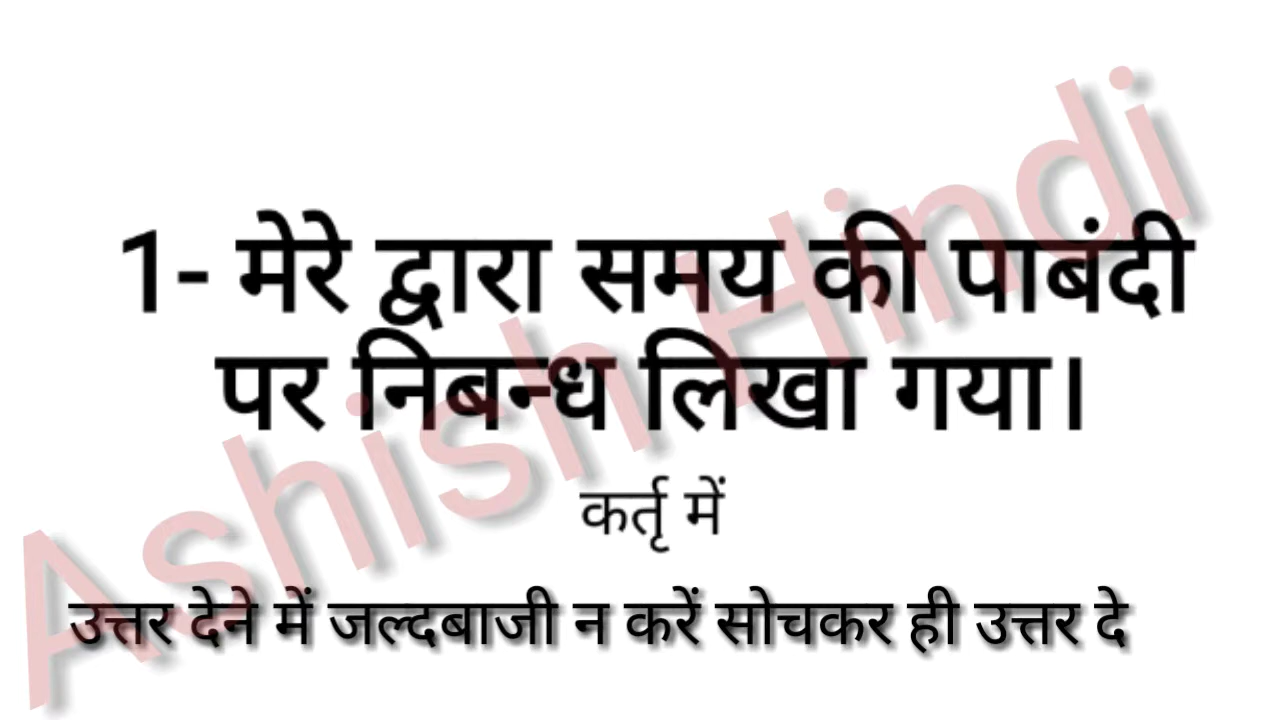 1- मेरे द्वारा समय की पाबंदी
पर निबन्ध लिखा गया।
कर्तृ में
उत्तर देने में जल्दबाजी न करें सोचकर ही उत्तर दे
Ashish Hindi